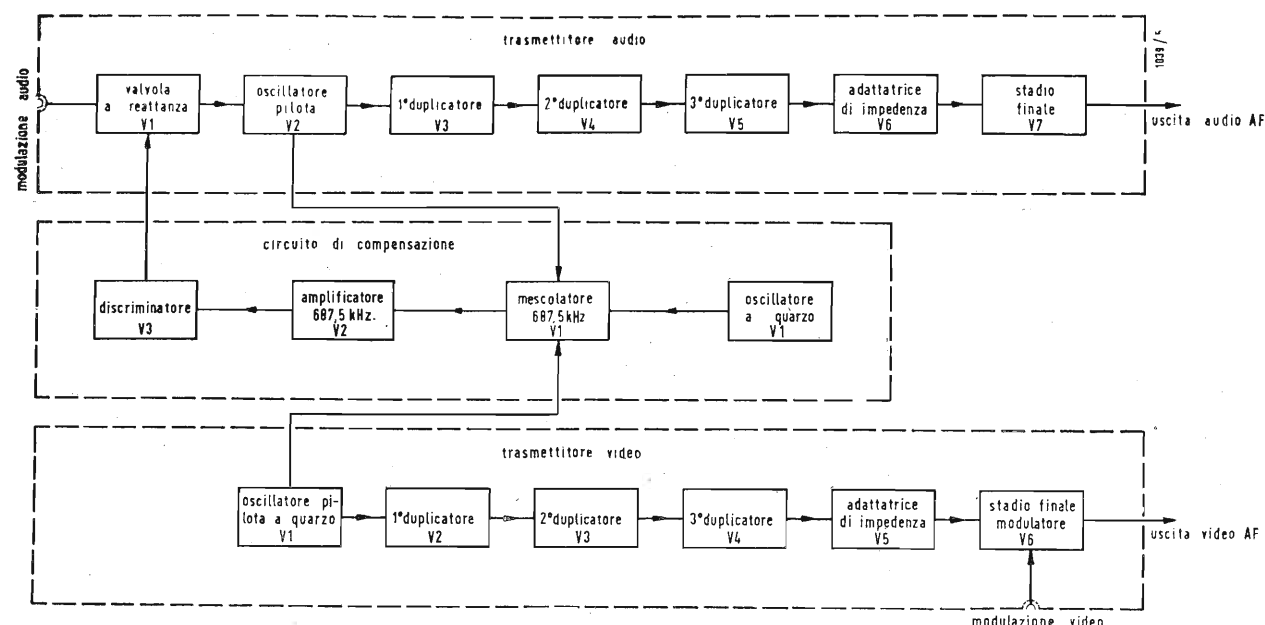 trasmettitore audio
1039/5
modulazione audio
valvola
a reattanza
V1
oscillatore
pilota
V2
1° duplicatore
V3
2° duplicatore
V4
3° duplicatore
V5
adattatrice
di impedenza
V6
stadio
finale
V7
uscita audio AF
circuito di compensazione
discriminatore
V3
amplificatore
687,5 kHz.
V2
mescolatore
687,5 kHz
V1
oscillatore
a quarzo
V1
trasmettitore video
oscillatore pi-
lota a quarzo
V1
1° duplicatore
V2
2° duplicatore
V3
3° duplicatore
V4
adattatrice
di impedenza
V5
stadio finale
modulatore
V6
uscita video AF
modulazione video